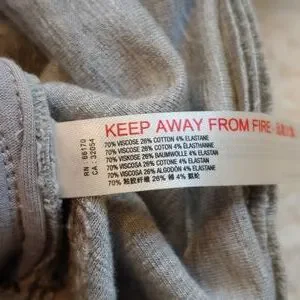 KEEP AWAY FROM FIRE
70% VISCOSE 26% COTTON 4% ELASTANE
70% VISCOSE 26% COTON 4% ÉLASTHANNE
70% VISKOSE 26% BAUMWOLLE 4% ELASTAN
70% VISCOSA 26% COTONE 4% ELASTAN
70% VISCOSA 26% ALGODÓN 4% ELASTANO
70% 粘胶纤维 26% 棉 4% 氨纶
RN: 66170
CA: 32054